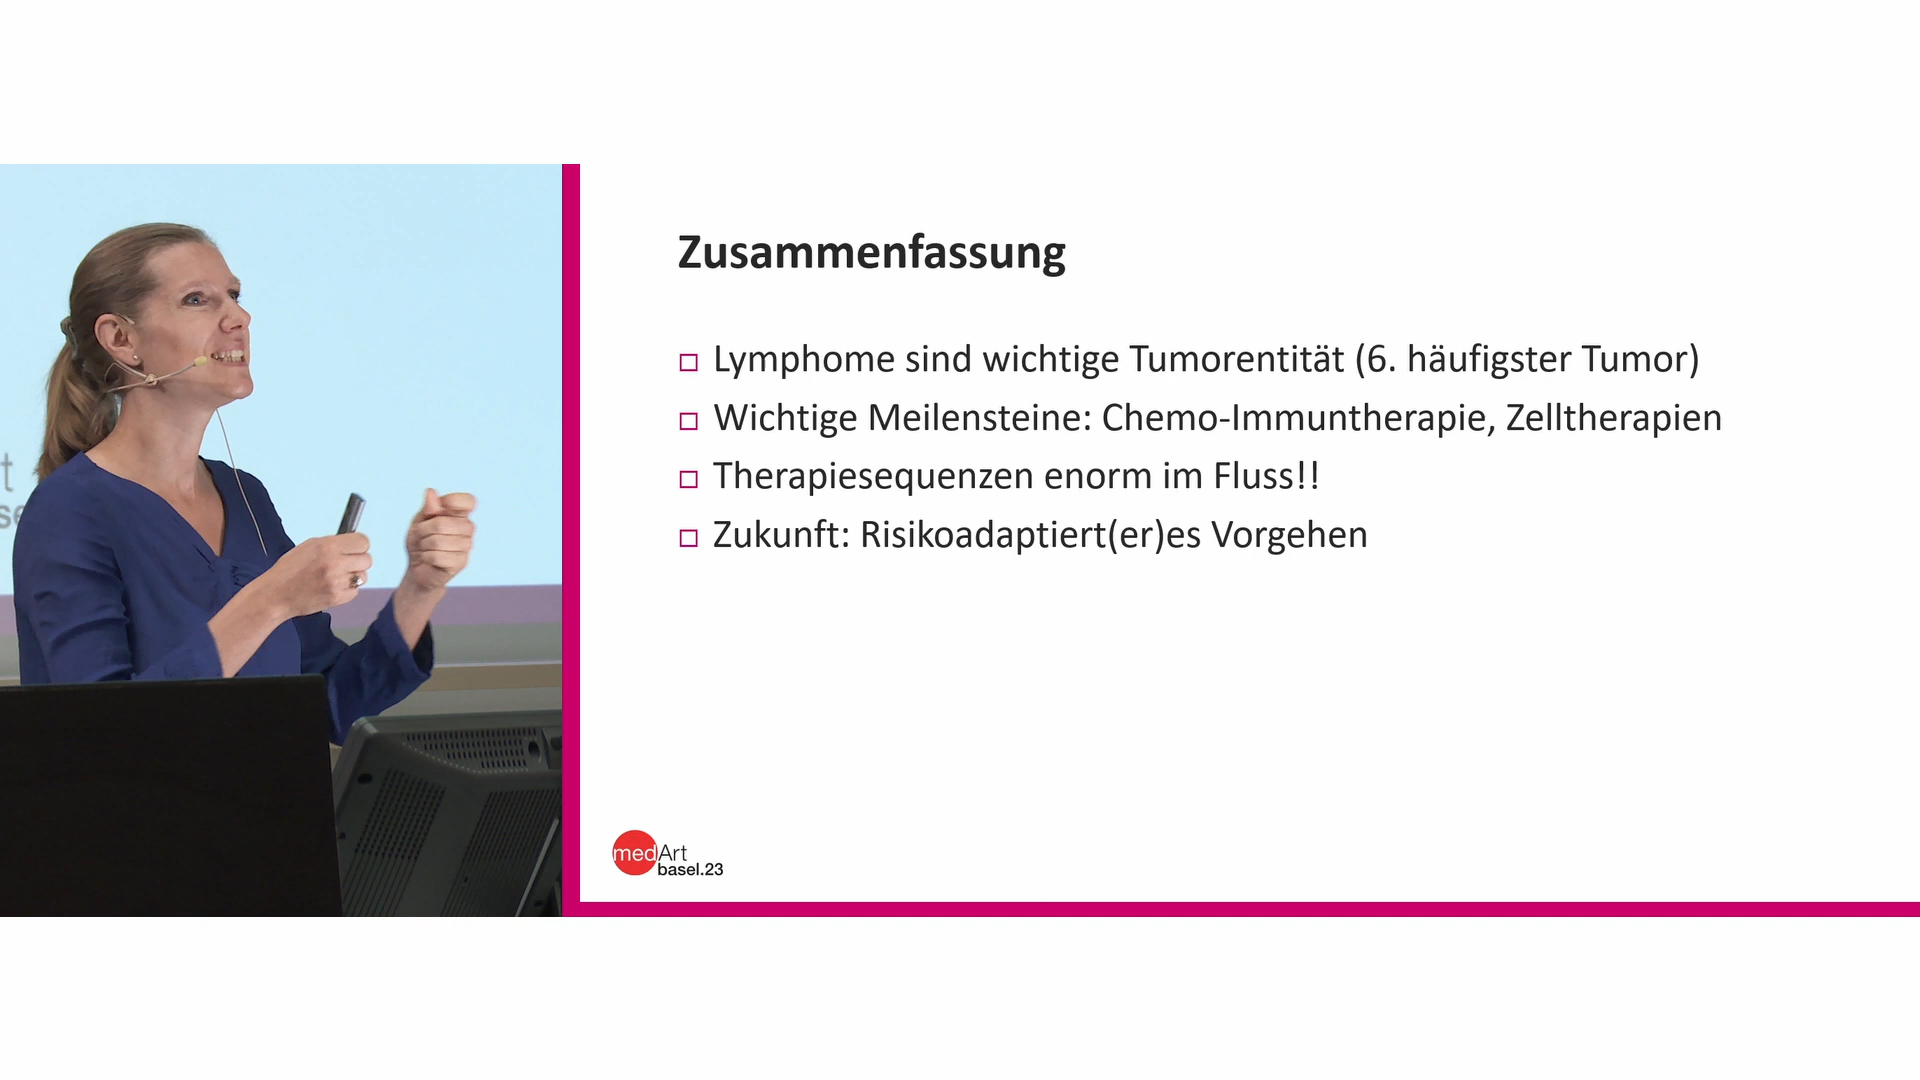 Zusammenfassung
Lymphome sind wichtige Tumorentität (6. häufigster Tumor)
Wichtige Meilensteine: Chemo-Immuntherapie, Zelltherapien
Therapiesequenzen enorm im Fluss!!
Zukunft: Risikoadaptiert(er)es Vorgehen
medArt
basel.23